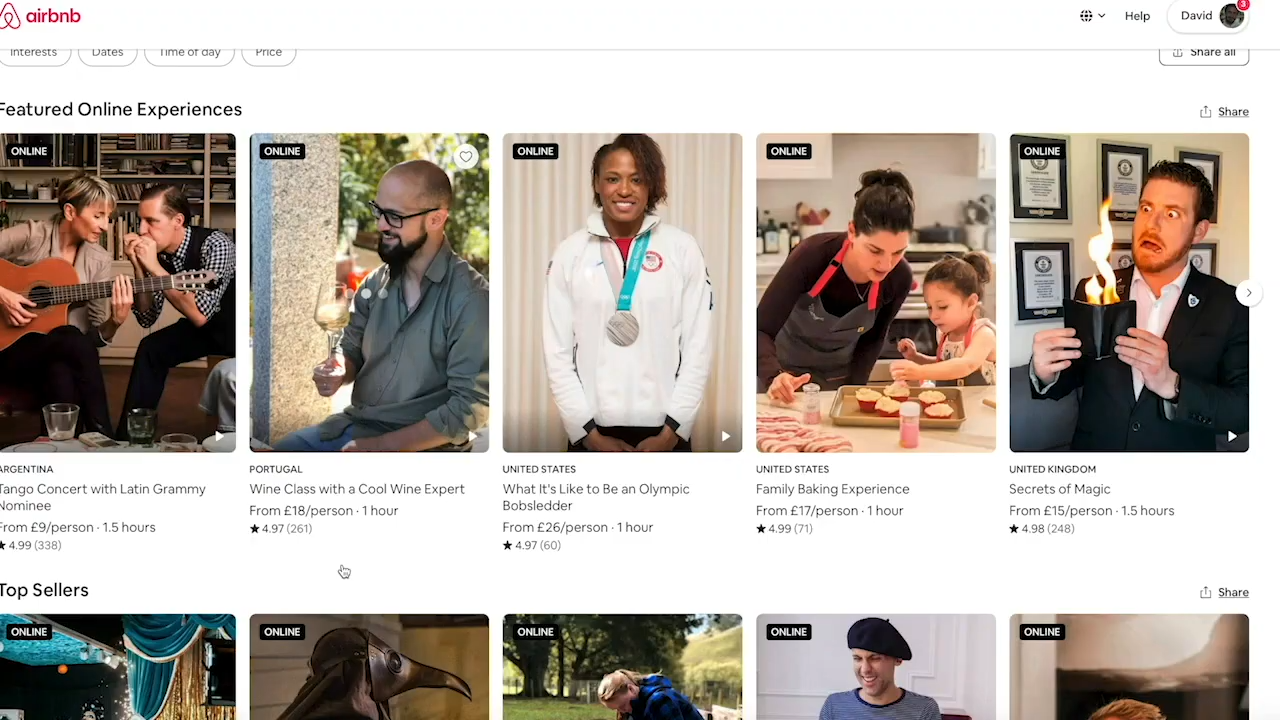 airbnb
Help
David
3
Interests
Dates
Time of day
Price
Share all
Featured Online Experiences
Share
ONLINE
ONLINE
ONLINE
ONLINE
ONLINE
ARGENTINA
Tango Concert with Latin Grammy
Nominee
From £9/person · 1.5 hours
★ 4.99 (338)
PORTUGAL
Wine Class with a Cool Wine Expert
From £18/person · 1 hour
★ 4.97 (261)
UNITED STATES
What It's Like to Be an Olympic
Bobsledder
From £26/person · 1 hour
★ 4.97 (60)
UNITED STATES
Family Baking Experience
From £17/person · 1 hour
★ 4.99 (71)
UNITED KINGDOM
Secrets of Magic
From £15/person · 1.5 hours
★ 4.98 (248)
Top Sellers
Share
ONLINE
ONLINE
ONLINE
ONLINE
ONLINE